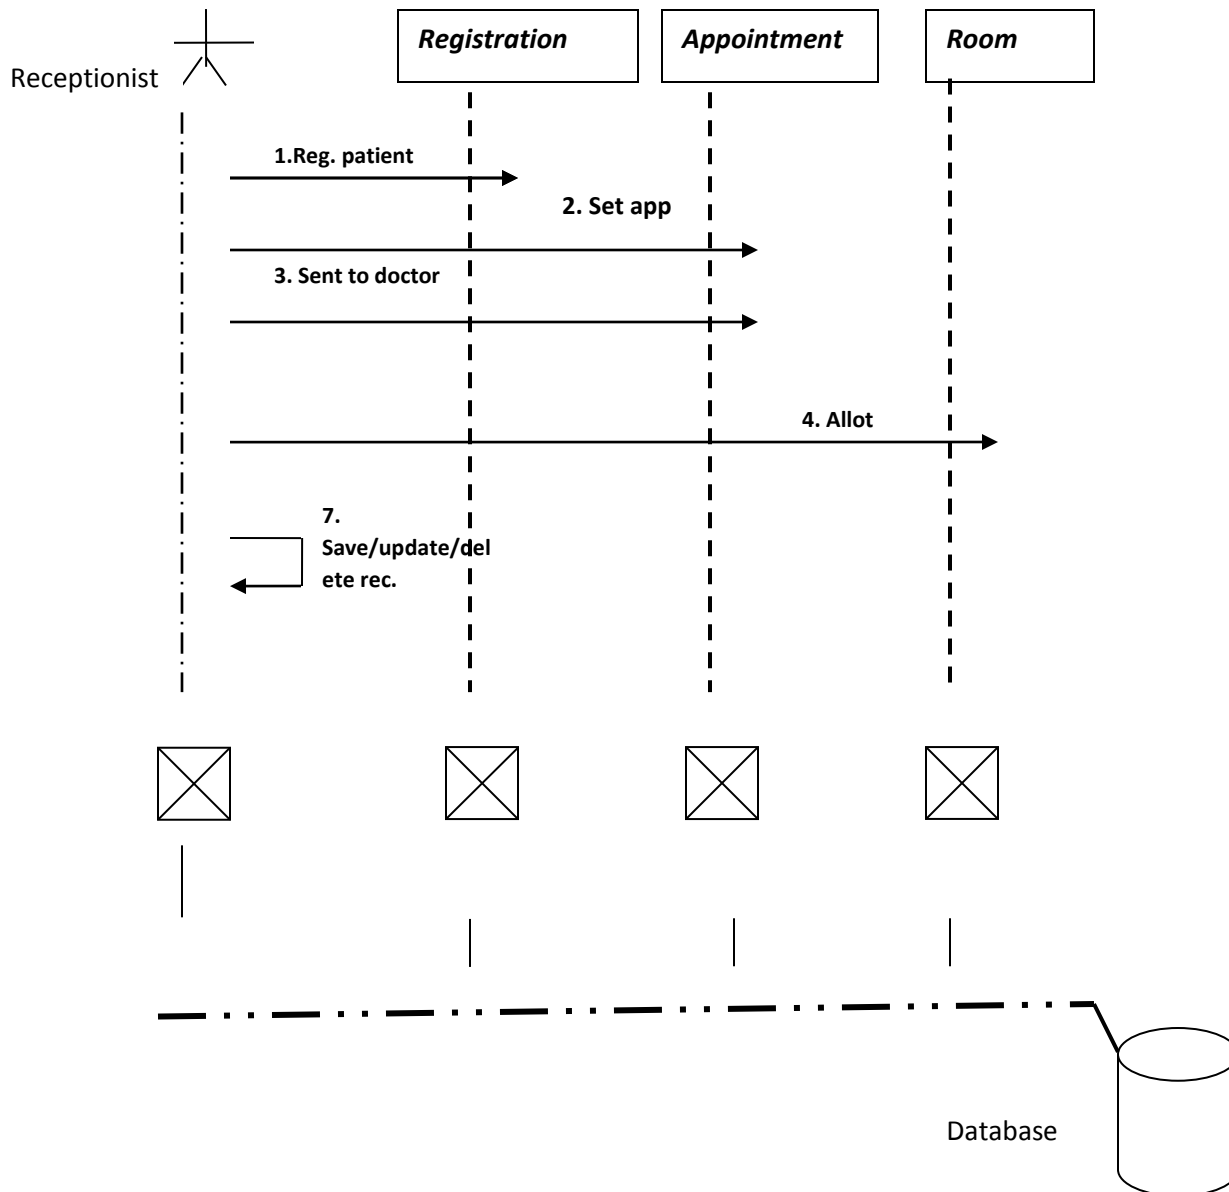 Receptionist
Registration
Appointment
Room
1.Reg. patient
2. Set app
3. Sent to doctor
4. Allot
7.
Save/update/del
ete rec.
Database